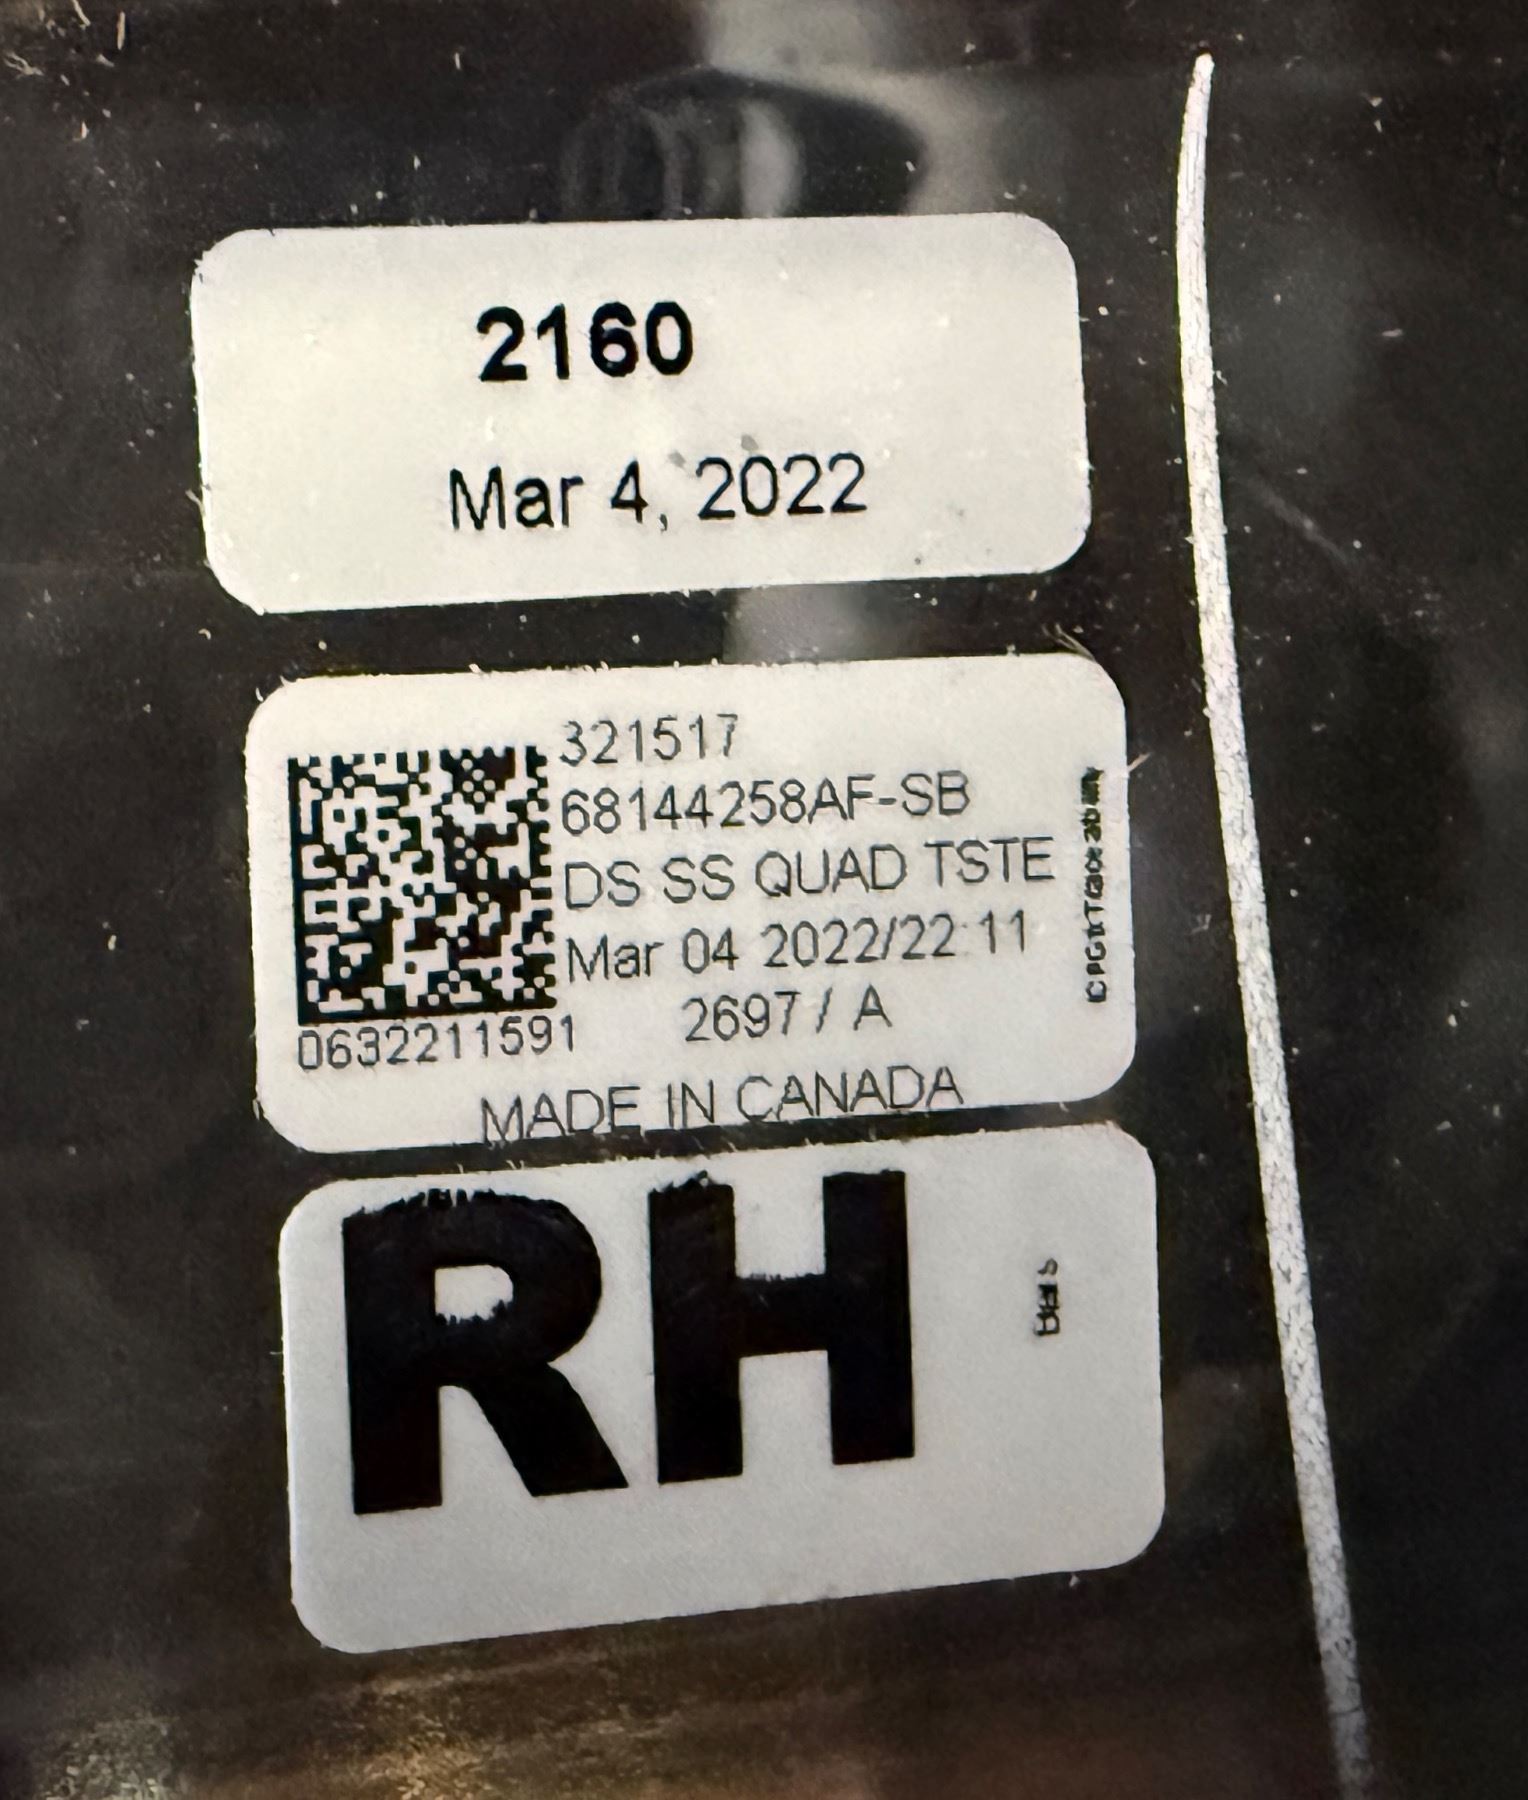 2160
Mar 4, 2022
321517
68144258AF-SB
DS SS QUAD TSTE
Mar 04 2022/22:11
2697 / A
0632211591
MADE IN CANADA
RH